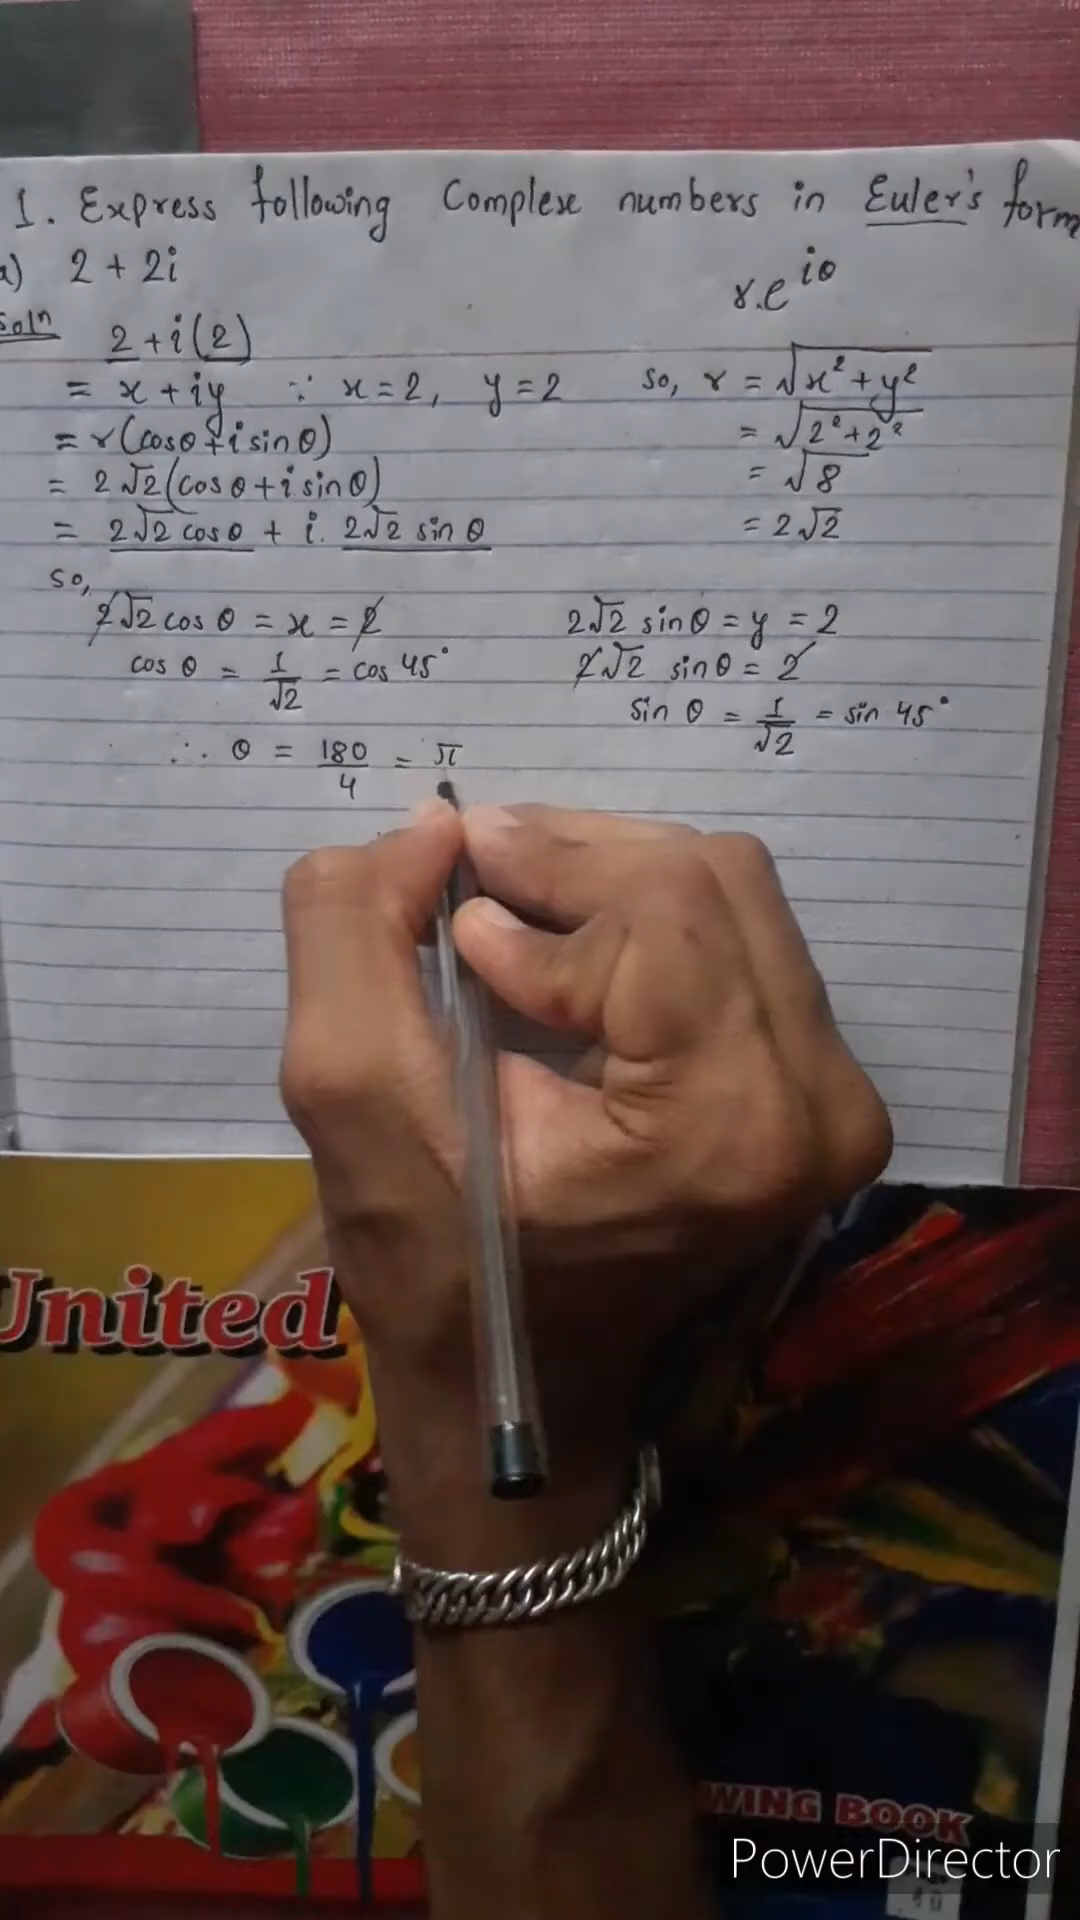 1. Express following Complex numbers in Euler's form
a) 2 + 2i
r.e^iθ
Soln 2 + i(2)
= x + iy ∵ x = 2, y = 2
= r(cosθ + i sinθ)
= 2√2(cosθ + i sinθ)
= 2√2 cosθ + i. 2√2 sinθ
so, r = √x² + y²
= √2² + 2²
= √8
= 2√2
so,
2√2 cosθ = x = 2
cosθ = 1/√2 = cos 45°
2√2 sinθ = y = 2
2√2 sinθ = 2
sinθ = 1/√2 = sin 45°
∴ θ = 180/4 = π
United
WING BOOK
PowerDirector